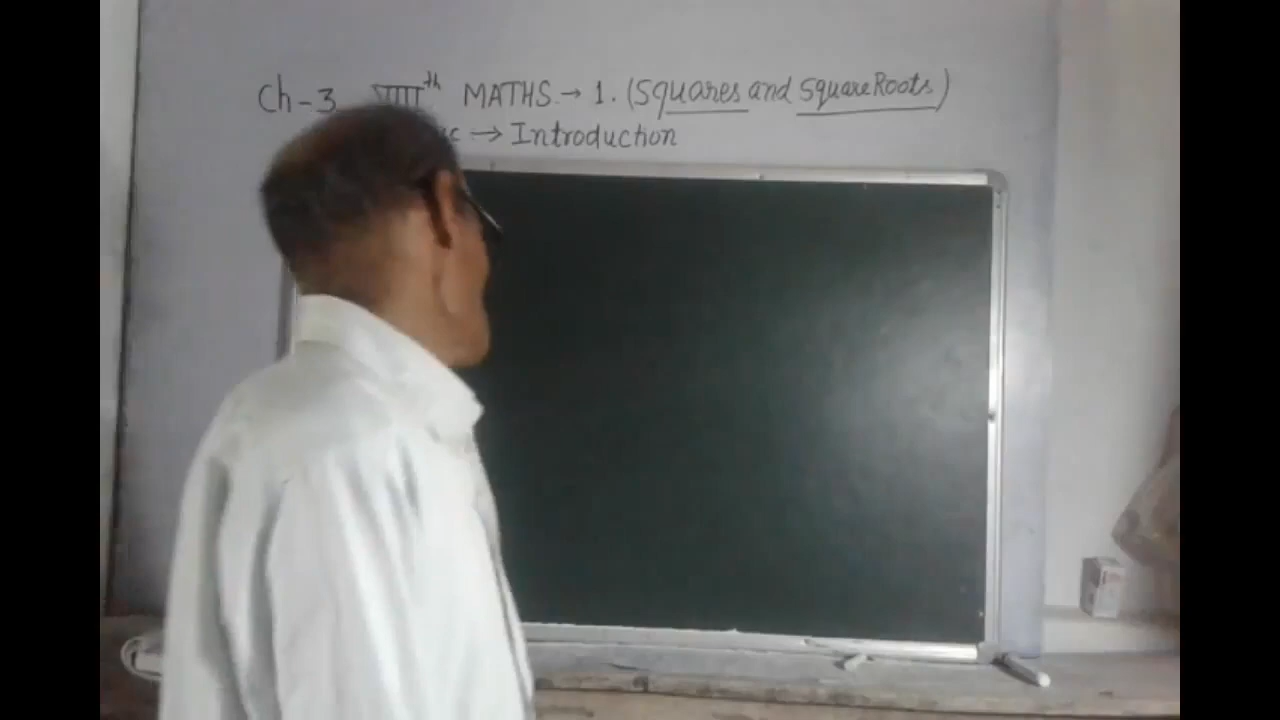 Ch-3 VIIIth MATHS → 1. (Squares and Square Roots)
→ Introduction